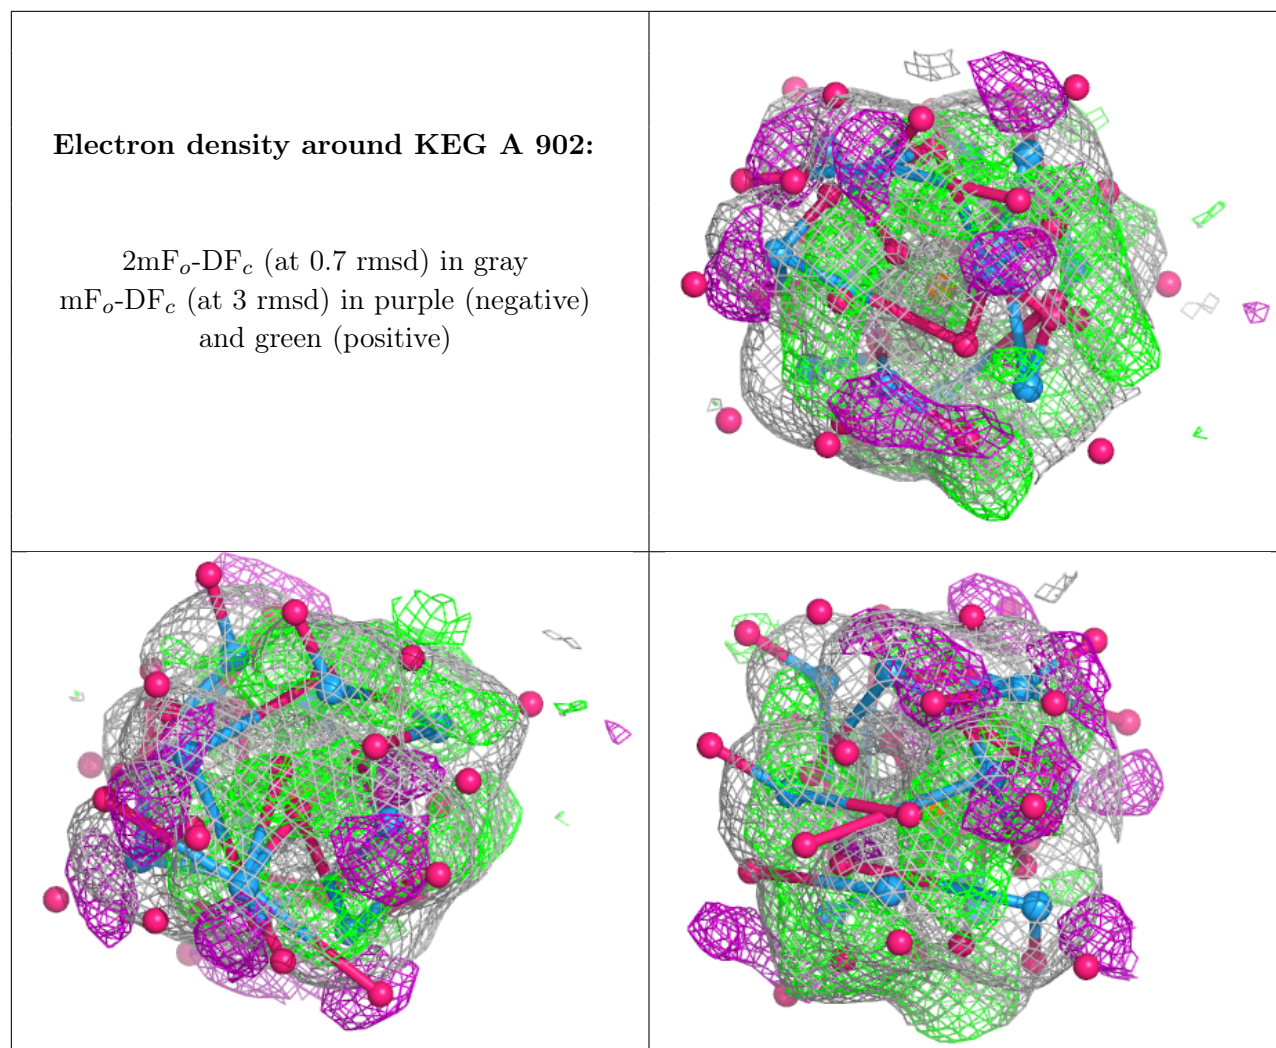 Electron density around KEG A 902:
2mFo-DFc (at 0.7 rmsd) in gray
mFo-DFc (at 3 rmsd) in purple (negative)
and green (positive)